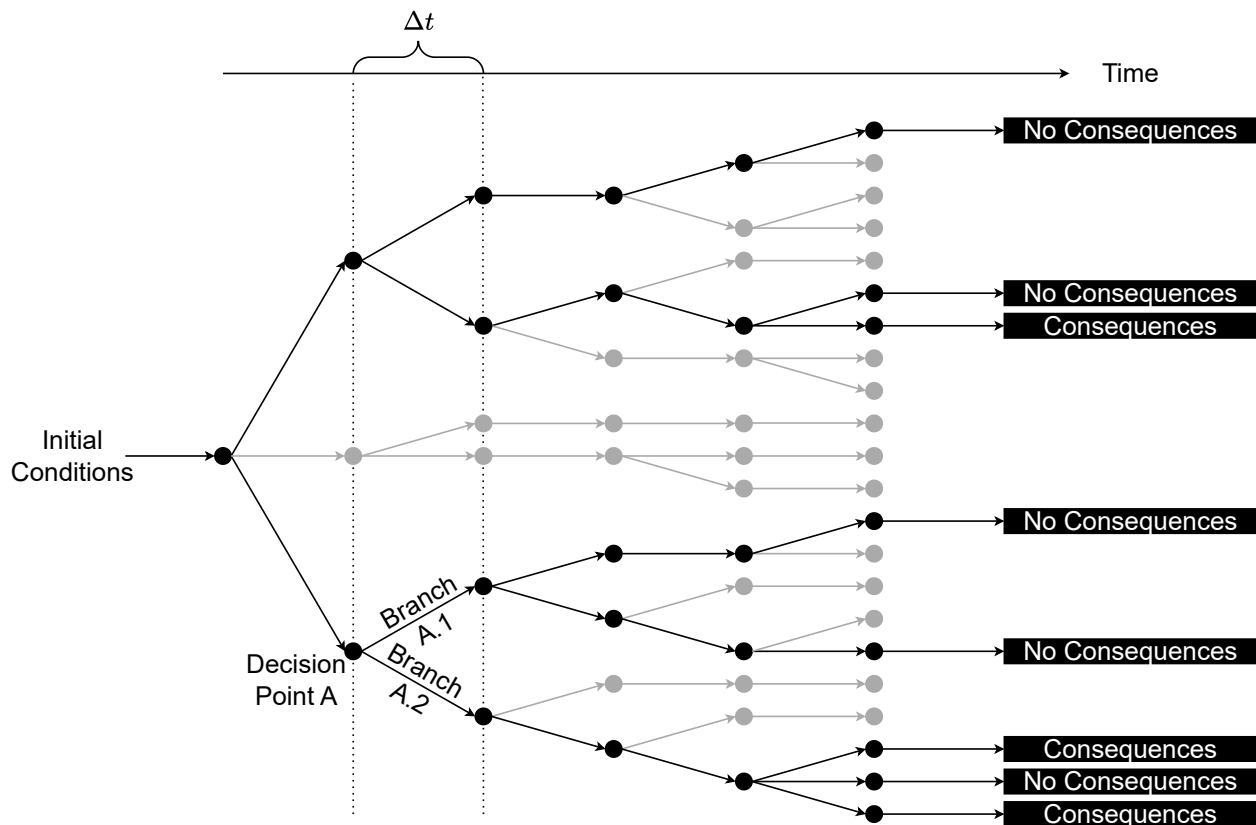 Δt
Time
No Consequences
No Consequences
Consequences
Initial
Conditions
No Consequences
Branch
A.1
Decision
Point A
Branch
A.2
No Consequences
Consequences
No Consequences
Consequences